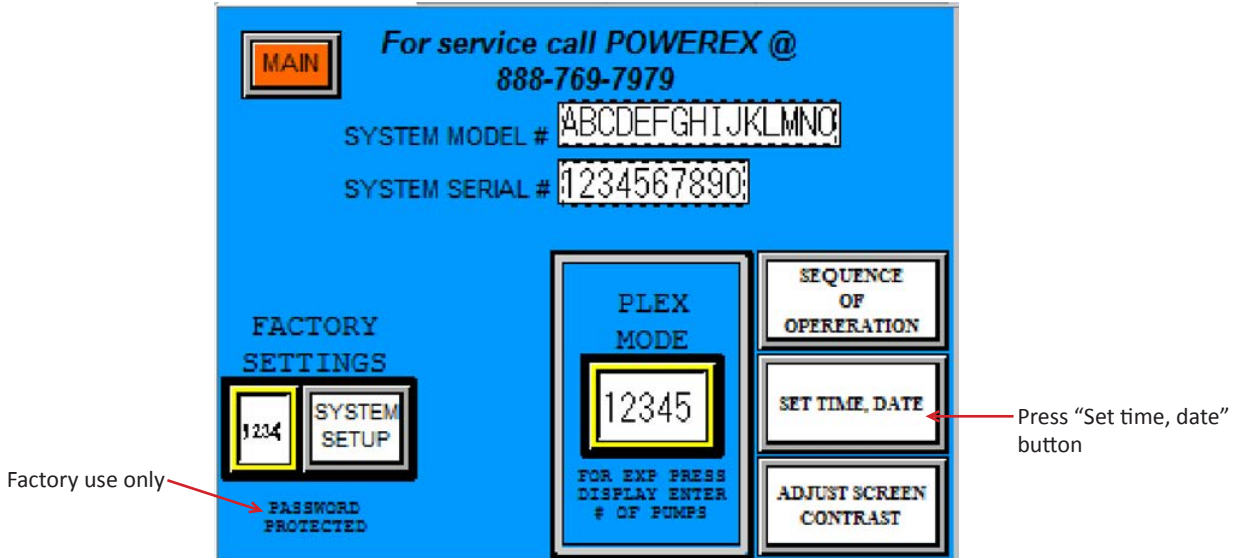 MAIN
For service call POWEREX @
888-769-7979
SYSTEM MODEL # ABCDEFGHIJKLMNO
SYSTEM SERIAL # 1234567890
FACTORY
SETTINGS
1234
SYSTEM
SETUP
PASSWORD
PROTECTED
Factory use only
PLEX
MODE
12345
FOR EXP PRESS
DISPLAY ENTER
# OF PUMPS
SEQUENCE
OF
OPERERATION
SET TIME, DATE
ADJUST SCREEN
CONTRAST
Press “Set time, date”
button